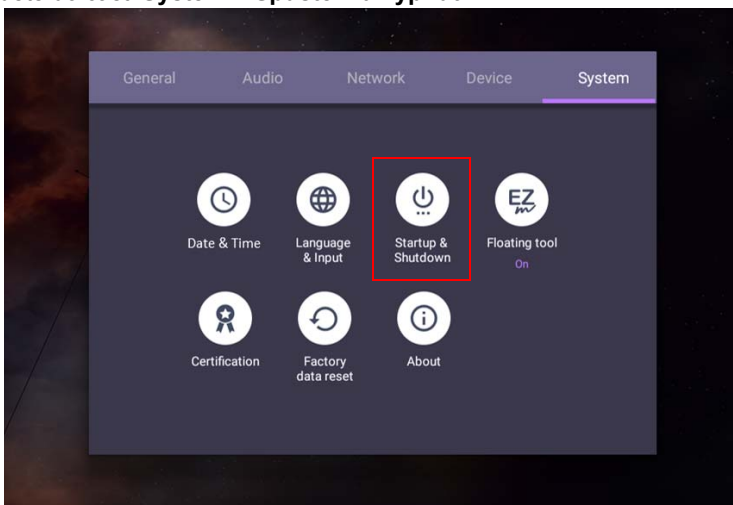 General Audio Network Device System
Date & Time
Language
& Input
Startup &
Shutdown
Floating tool
On
Certification
Factory
data reset
About
EZ